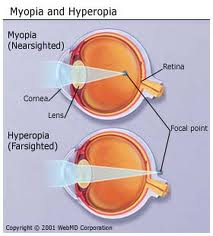 Myopia and Hyperopia
Myopia
(Nearsighted)
Retina
Cornea
Lens
Focal point
Hyperopia
(Farsighted)
Copyright © 2001 WebMD Corporation